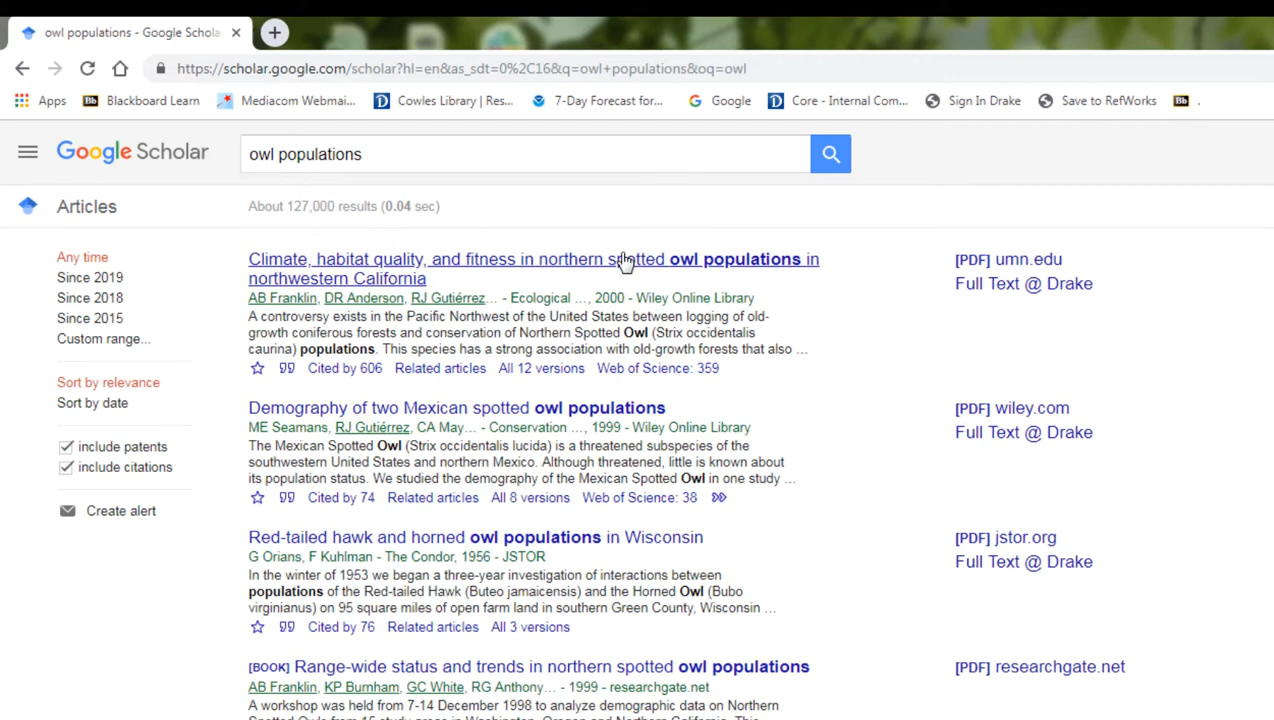 owl populations - Google Schola
https://scholar.google.com/scholar?hl=en&as_sdt=0%2C16&q=owl+populations&oq=owl
Apps
Bb Blackboard Learn
Mediacom Webmai...
Cowles Library | Res...
7-Day Forecast for...
Google
Core - Internal Com...
Sign In Drake
Save to RefWorks
Bb .
Google Scholar
owl populations
Articles
About 127,000 results (0.04 sec)
Any time
Since 2019
Since 2018
Since 2015
Custom range...
Sort by relevance
Sort by date
include patents
include citations
Create alert
Climate, habitat quality, and fitness in northern spotted owl populations in
northwestern California
AB Franklin, DR Anderson, RJ Gutiérrez... - Ecological ..., 2000 - Wiley Online Library
A controversy exists in the Pacific Northwest of the United States between logging of old-
growth coniferous forests and conservation of Northern Spotted Owl (Strix occidentalis
caurina) populations. This species has a strong association with old-growth forests that also ...
Cited by 606 Related articles All 12 versions Web of Science: 359
[PDF] umn.edu
Full Text @ Drake
Demography of two Mexican spotted owl populations
ME Seamans, RJ Gutiérrez, CA May... - Conservation ..., 1999 - Wiley Online Library
The Mexican Spotted Owl (Strix occidentalis lucida) is a threatened subspecies of the
southwestern United States and northern Mexico. Although threatened, little is known about
its population status. We studied the demography of the Mexican Spotted Owl in one study ...
Cited by 74 Related articles All 8 versions Web of Science: 38
[PDF] wiley.com
Full Text @ Drake
Red-tailed hawk and horned owl populations in Wisconsin
G Orians, F Kuhlman - The Condor, 1956 - JSTOR
In the winter of 1953 we began a three-year investigation of interactions between
populations of the Red-tailed Hawk (Buteo jamaicensis) and the Horned Owl (Bubo
virginianus) on 95 square miles of open farm land in southern Green County, Wisconsin ...
Cited by 76 Related articles All 3 versions
[PDF] jstor.org
Full Text @ Drake
[BOOK] Range-wide status and trends in northern spotted owl populations
AB Franklin, KP Burnham, GC White, RG Anthony... - 1999 - researchgate.net
A workshop was held from 7-14 December 1998 to analyze demographic data on Northern
Spotted Owls from 15 study areas in Washington, Oregon and Northern California. This
[PDF] researchgate.net